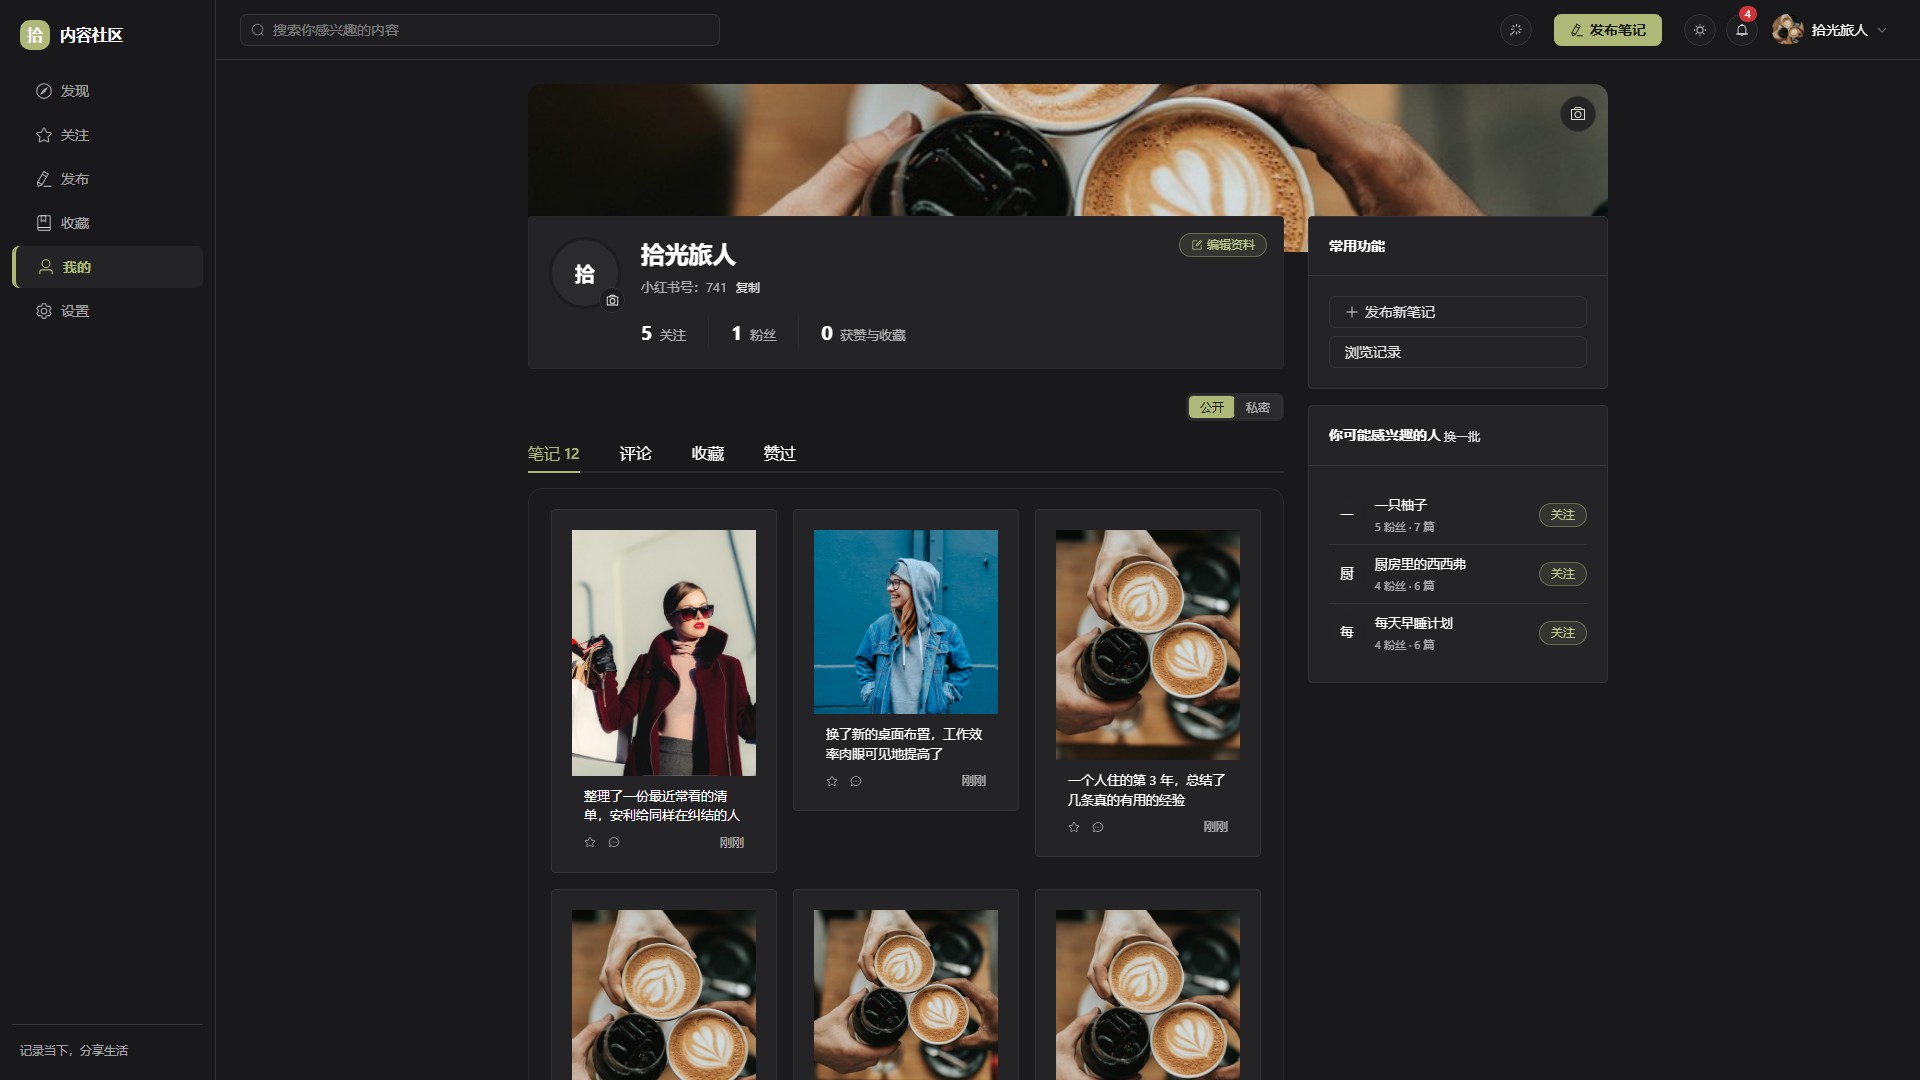 拾 内容社区
搜索你感兴趣的内容
发布笔记
4
拾光旅人
发现
关注
发布
收藏
我的
设置
拾
拾光旅人
小红书号：741 复制
编辑资料
5 关注 1 粉丝 0 获赞与收藏
公开 私密
笔记 12 评论 收藏 赞过
整理了一份最近常看的清
单，安利给同样在纠结的人
刚刚
换了新的桌面布置，工作效
率肉眼可见地提高了
刚刚
一个人住的第 3 年，总结了
几条真的有用的经验
刚刚
常用功能
发布新笔记
浏览记录
你可能感兴趣的人 换一批
一 一只柚子
5 粉丝 · 7 篇
关注
厨 厨房里的西西弗
4 粉丝 · 6 篇
关注
每 每天早睡计划
4 粉丝 · 6 篇
关注
记录当下，分享生活